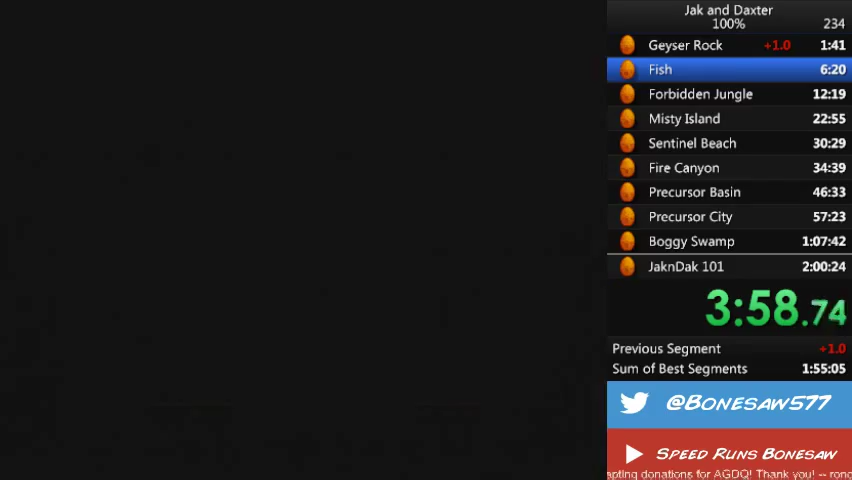 Jak and Daxter
100% 234
Geyser Rock +1.0 1:41
Fish 6:20
Forbidden Jungle 12:19
Misty Island 22:55
Sentinel Beach 30:29
Fire Canyon 34:39
Precursor Basin 46:33
Precursor City 57:23
Boggy Swamp 1:07:42
JaknDak 101 2:00:24
3:58.74
Previous Segment +1.0
Sum of Best Segments 1:55:05
@Bonesaw577
Speed Runs Bonesaw
donations for AGDQ! Thank you! --